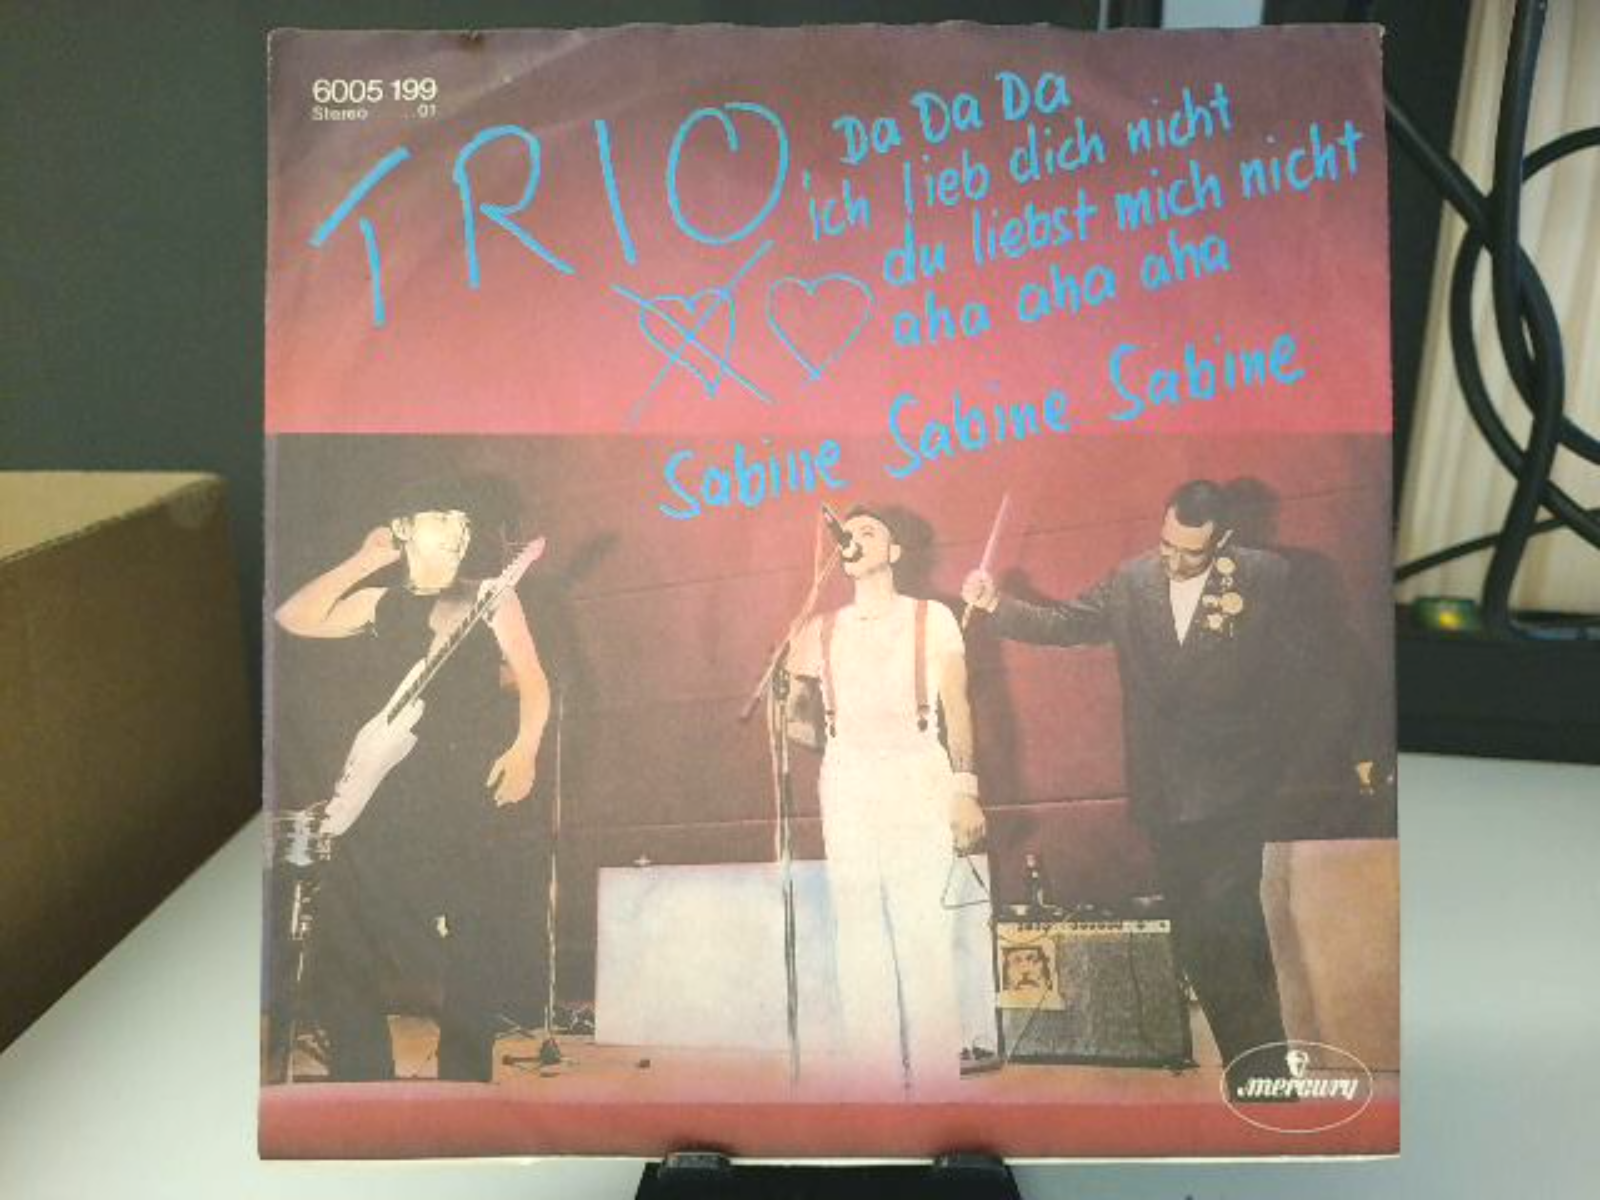 6005 199
Stereo ..01
TRIO
Da Da Da
ich lieb dich nicht
du liebst mich nicht
aha aha aha
Sabine Sabine Sabine
mercury